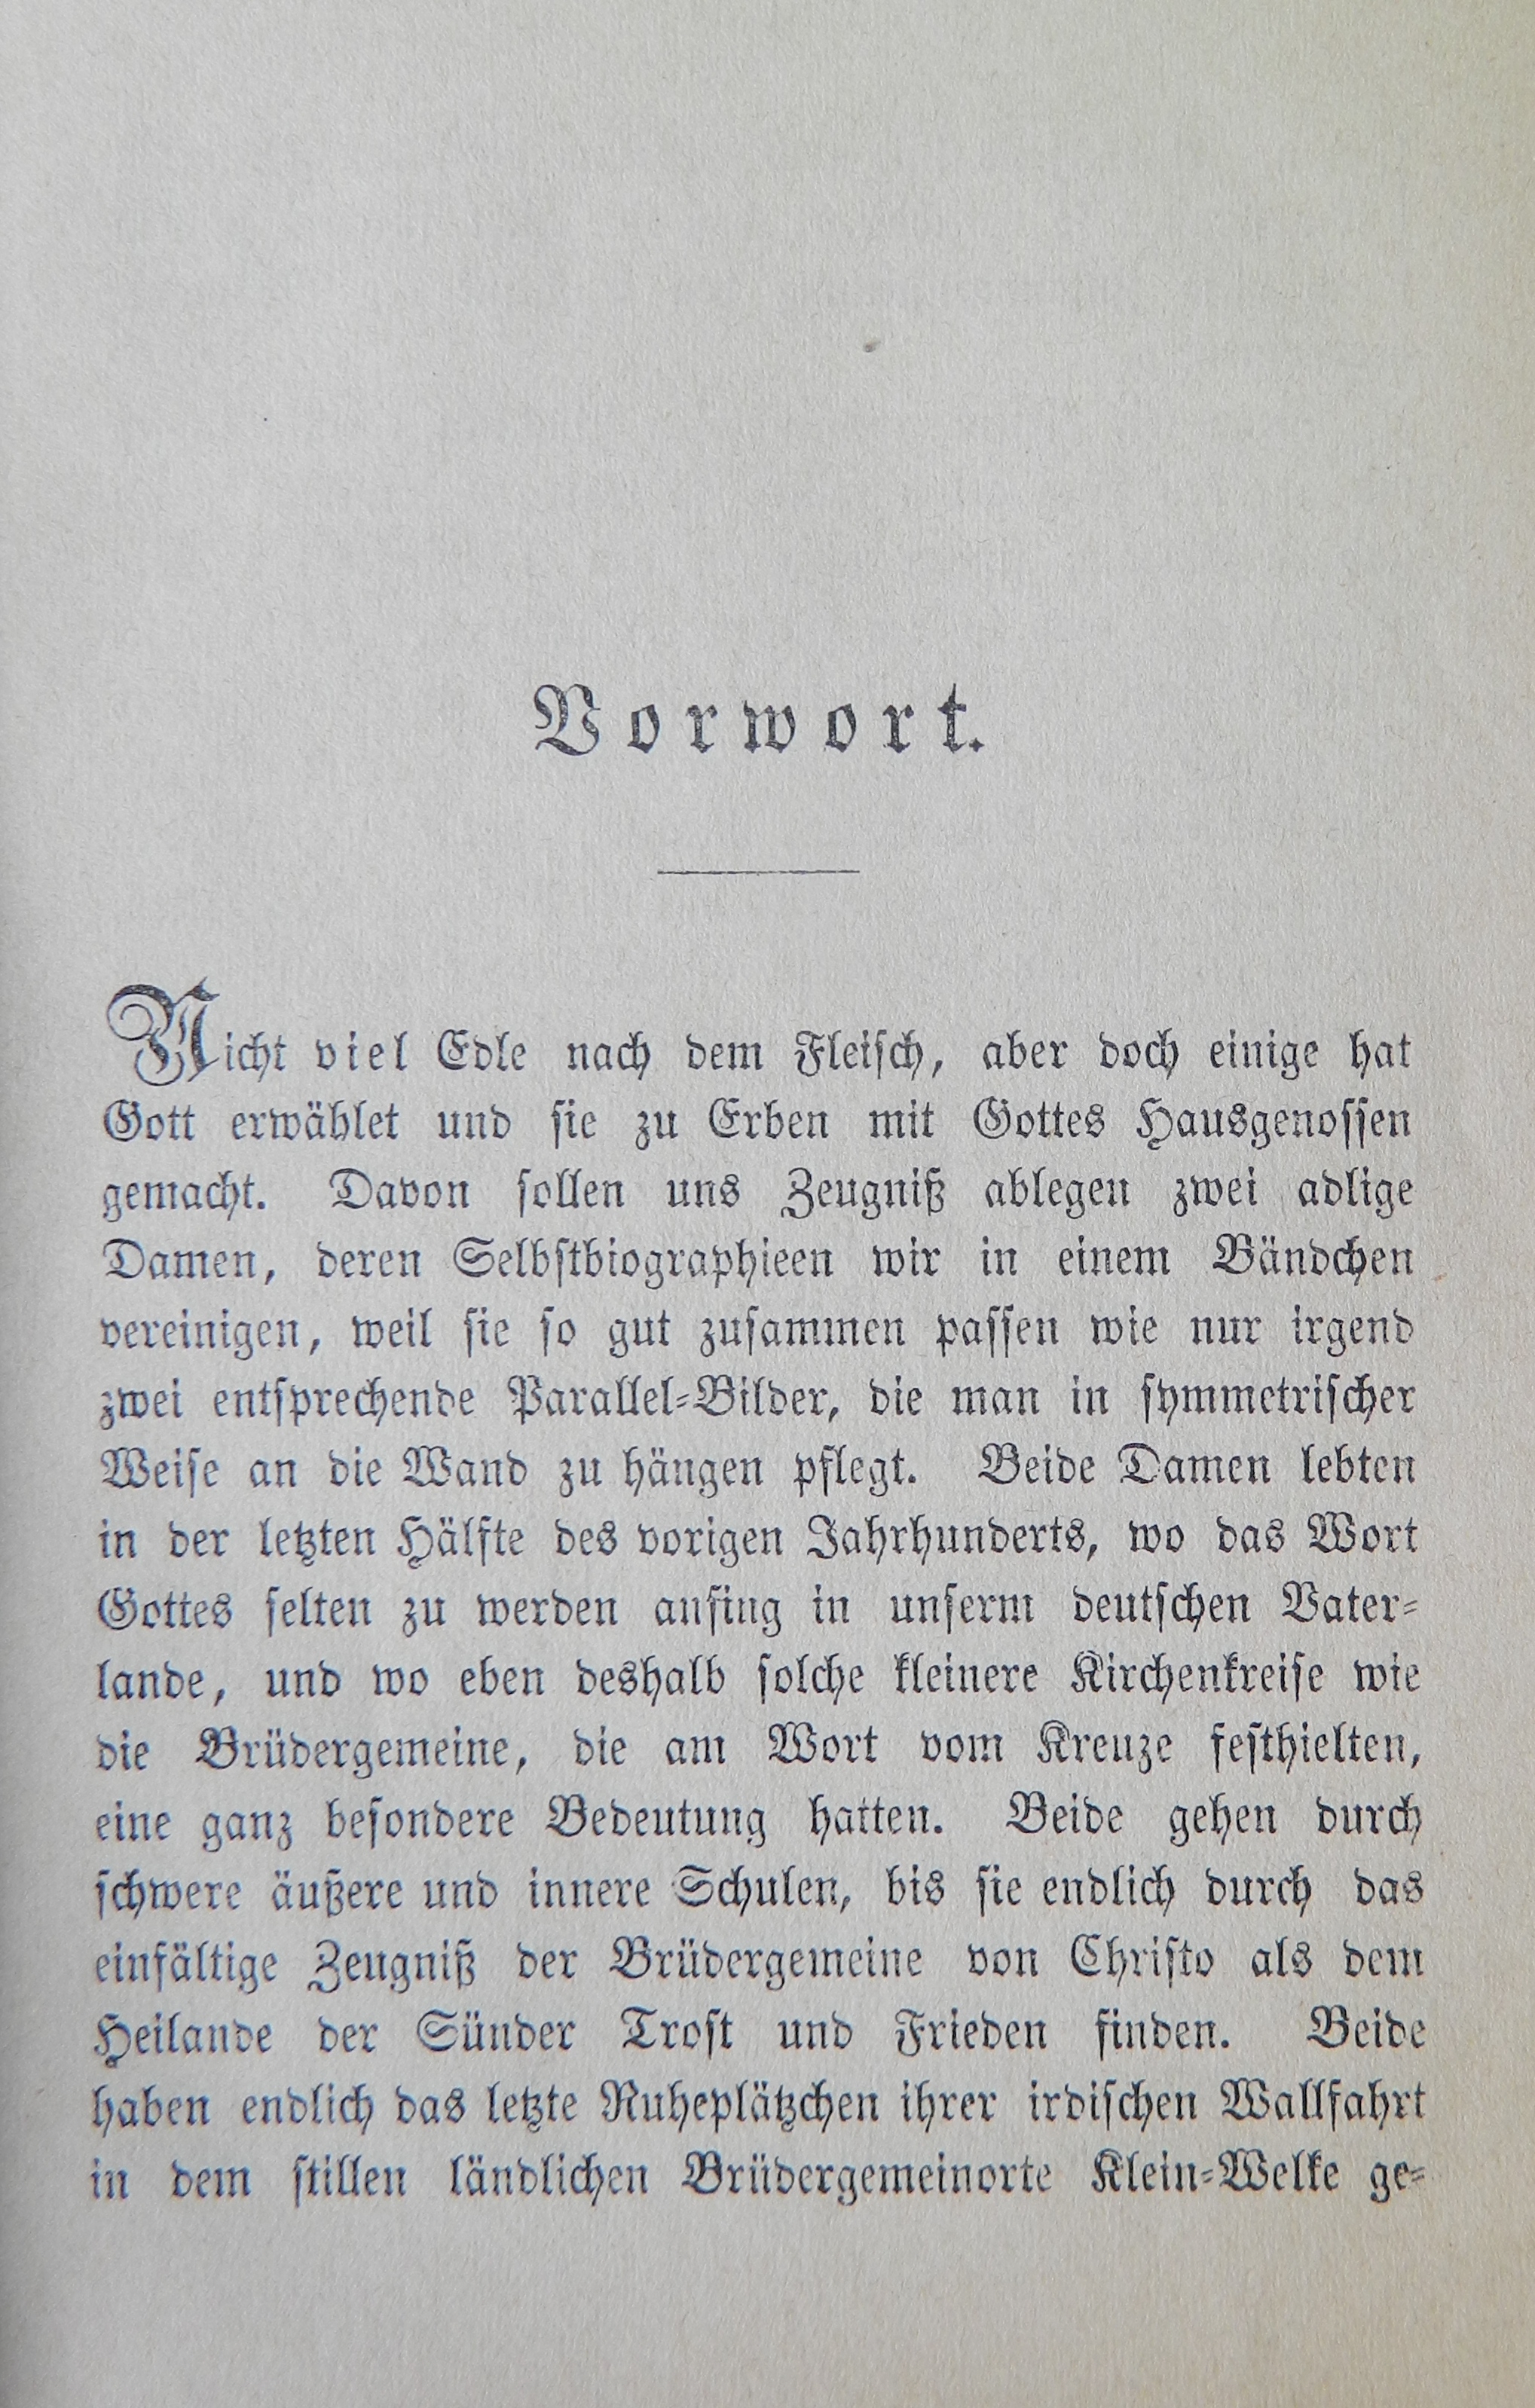 Vorwort.
Nicht viel Edle nach dem Fleisch, aber doch einige hat
Gott erwählet und sie zu Erben mit Gottes Hausgenossen
gemacht. Davon sollen uns Zeugniß ablegen zwei adlige
Damen, deren Selbstbiographieen wir in einem Bändchen
vereinigen, weil sie so gut zusammen passen wie nur irgend
zwei entsprechende Parallel-Bilder, die man in symmetrischer
Weise an die Wand zu hängen pflegt. Beide Damen lebten
in der letzten Hälfte des vorigen Jahrhunderts, wo das Wort
Gottes selten zu werden anfing in unserm deutschen Vater-
lande, und wo eben deshalb solche kleinere Kirchenkreise wie
die Brüdergemeine, die am Wort vom Kreuze festhielten,
eine ganz besondere Bedeutung hatten. Beide gehen durch
schwere äußere und innere Schulen, bis sie endlich durch das
einfältige Zeugniß der Brüdergemeine von Christo als dem
Heilande der Sünder Trost und Frieden finden. Beide
haben endlich das letzte Ruheplätzchen ihrer irdischen Wallfahrt
in dem stillen ländlichen Brüdergemeinorte Klein-Welke ge-